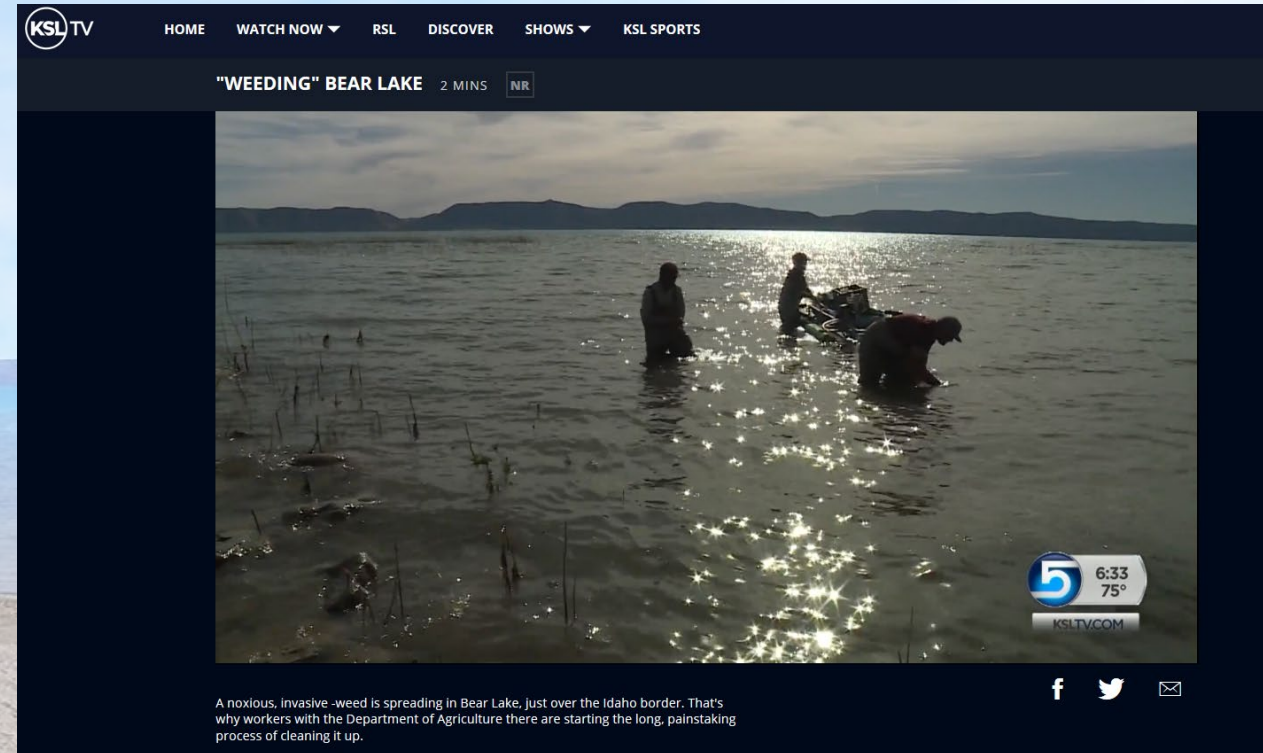 KSL TV HOME WATCH NOW RSL DISCOVER SHOWS KSL SPORTS
"WEEDING" BEAR LAKE 2 MINS NR
5 6:33
75°
KSLTV.COM
f
A noxious, invasive -weed is spreading in Bear Lake, just over the Idaho border. That's
why workers with the Department of Agriculture there are starting the long, painstaking
process of cleaning it up.